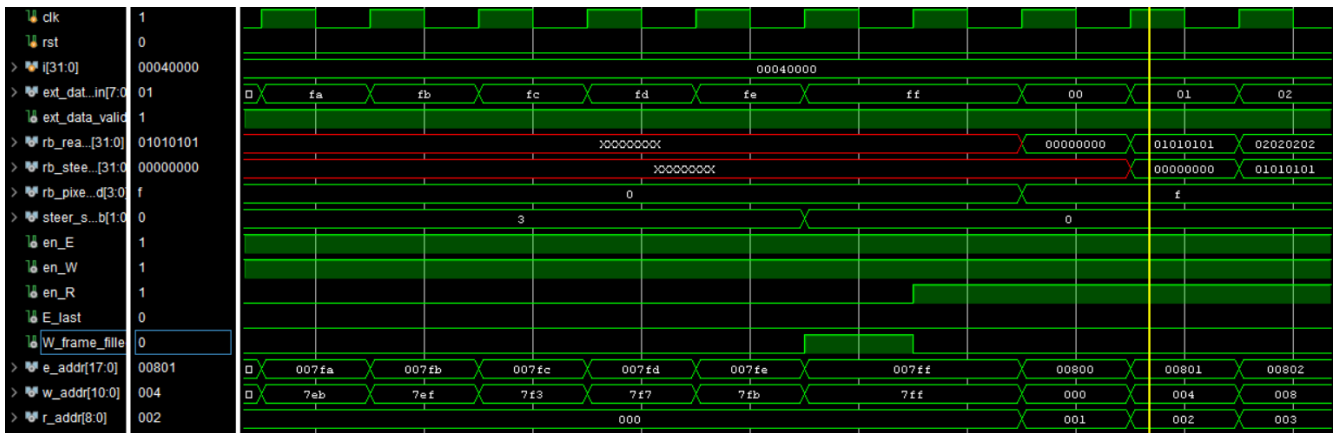 clk 1
rst 0
i[31:0] 00040000 00040000
ext_dat...in[7:0 01 fa fb fc fd fe ff 00 01 02
ext_data_valid 1
rb_rea...[31:0] 01010101 XXXXXXXX 00000000 01010101 02020202
rb_stee...[31:0 00000000 XXXXXXXX 00000000 01010101
rb_pixe...d[3:0] f 0 f
steer_s...b[1:0 0 3 0
en_E 1
en_W 1
en_R 1
E_last 0
W_frame_fille 0
e_addr[17:0] 00801 007fa 007fb 007fc 007fd 007fe 007ff 00800 00801 00802
w_addr[10:0] 004 7eb 7ef 7f3 7f7 7fb 7ff 000 004 008
r_addr[8:0] 002 000 001 002 003